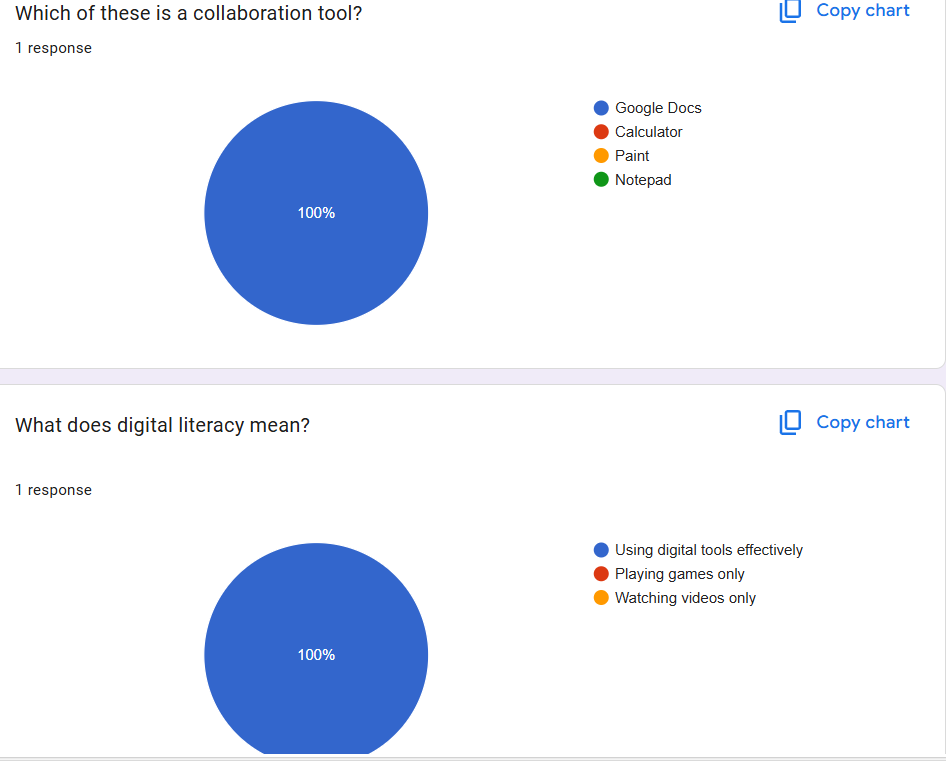 Which of these is a collaboration tool?
Copy chart
1 response
100%
Google Docs
Calculator
Paint
Notepad
What does digital literacy mean?
Copy chart
1 response
100%
Using digital tools effectively
Playing games only
Watching videos only